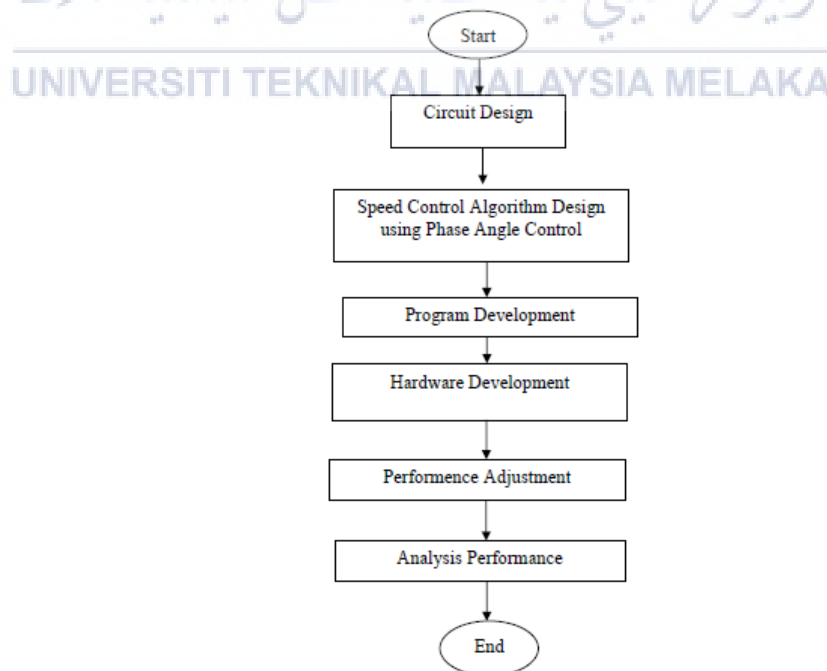 Start
UNIVERSITI TEKNIKAL MALAYSIA MELAKA
Circuit Design
Speed Control Algorithm Design
using Phase Angle Control
Program Development
Hardware Development
Performence Adjustment
Analysis Performance
End